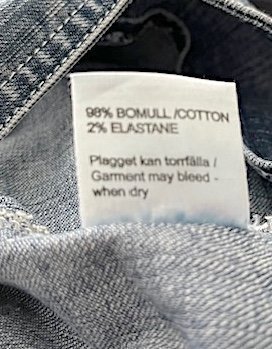 98% BOMULL /COTTON
2% ELASTANE
Plagget kan torrfälla /
Garment may bleed -
when dry